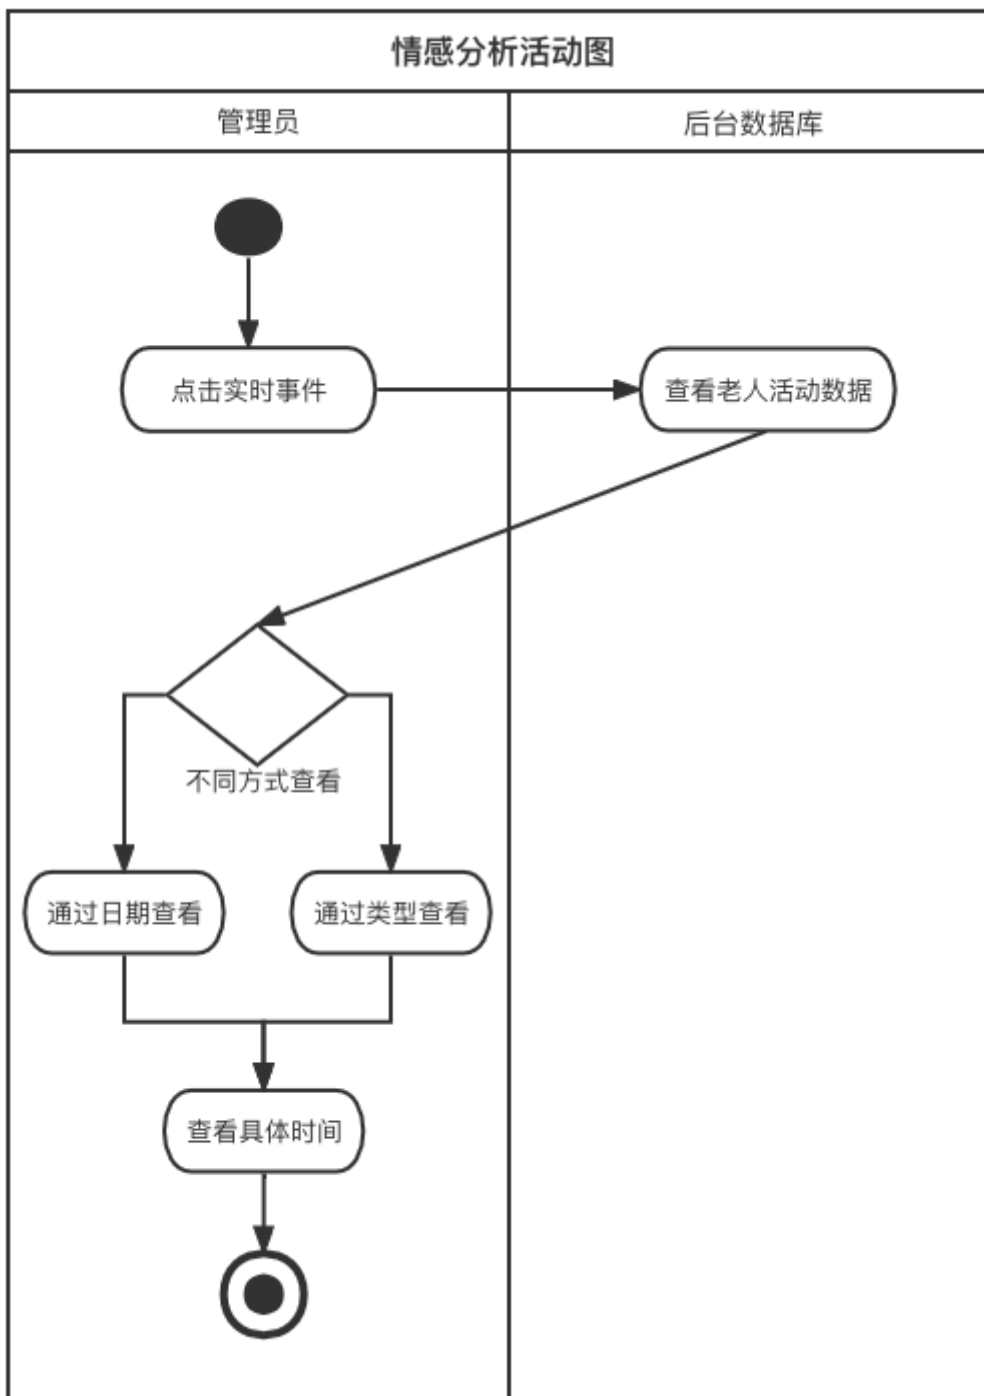 情感分析活动图
管理员
后台数据库
点击实时事件
查看老人活动数据
不同方式查看
通过日期查看
通过类型查看
查看具体时间